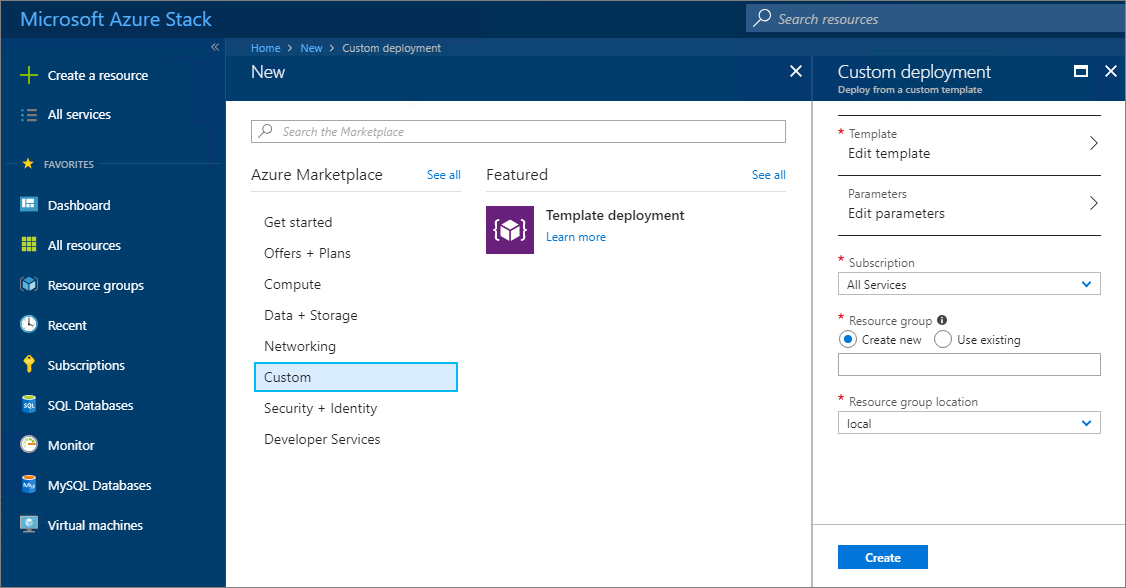 Microsoft Azure Stack
Search resources
Home > New > Custom deployment
Create a resource
All services
FAVORITES
Dashboard
All resources
Resource groups
Recent
Subscriptions
SQL Databases
Monitor
MySQL Databases
Virtual machines
New
Search the Marketplace
Azure Marketplace
See all
Get started
Offers + Plans
Compute
Data + Storage
Networking
Custom
Security + Identity
Developer Services
Featured
See all
Template deployment
Learn more
Custom deployment
Deploy from a custom template
* Template
Edit template
Parameters
Edit parameters
* Subscription
All Services
* Resource group
Create new
Use existing
* Resource group location
local
Create